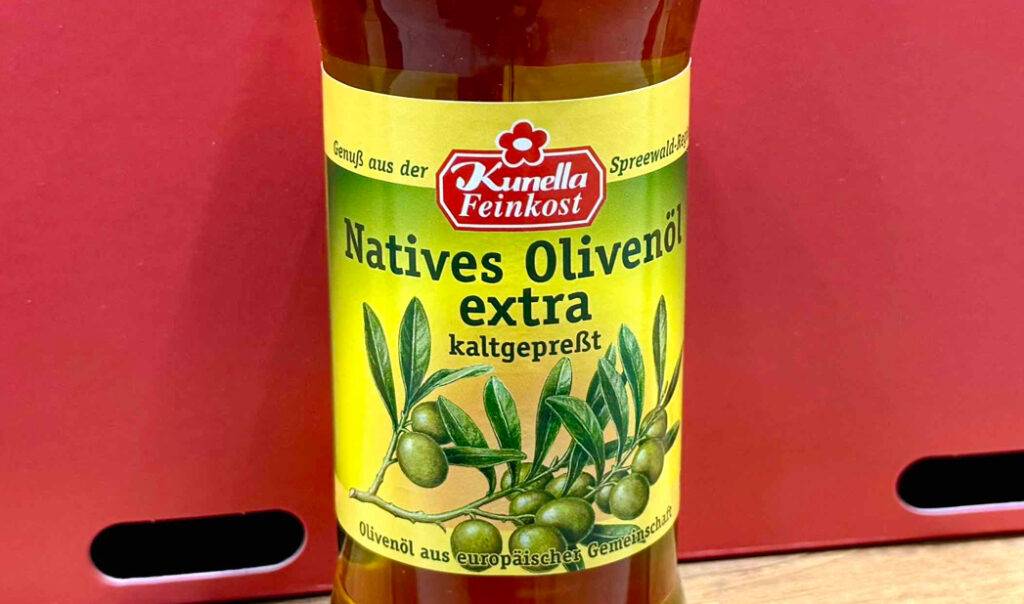 Genuß aus der
Kunella
Feinkost
Natives Olivenöl
extra
kaltgepreßt
Olivenöl aus europäischer Gemeinschaft